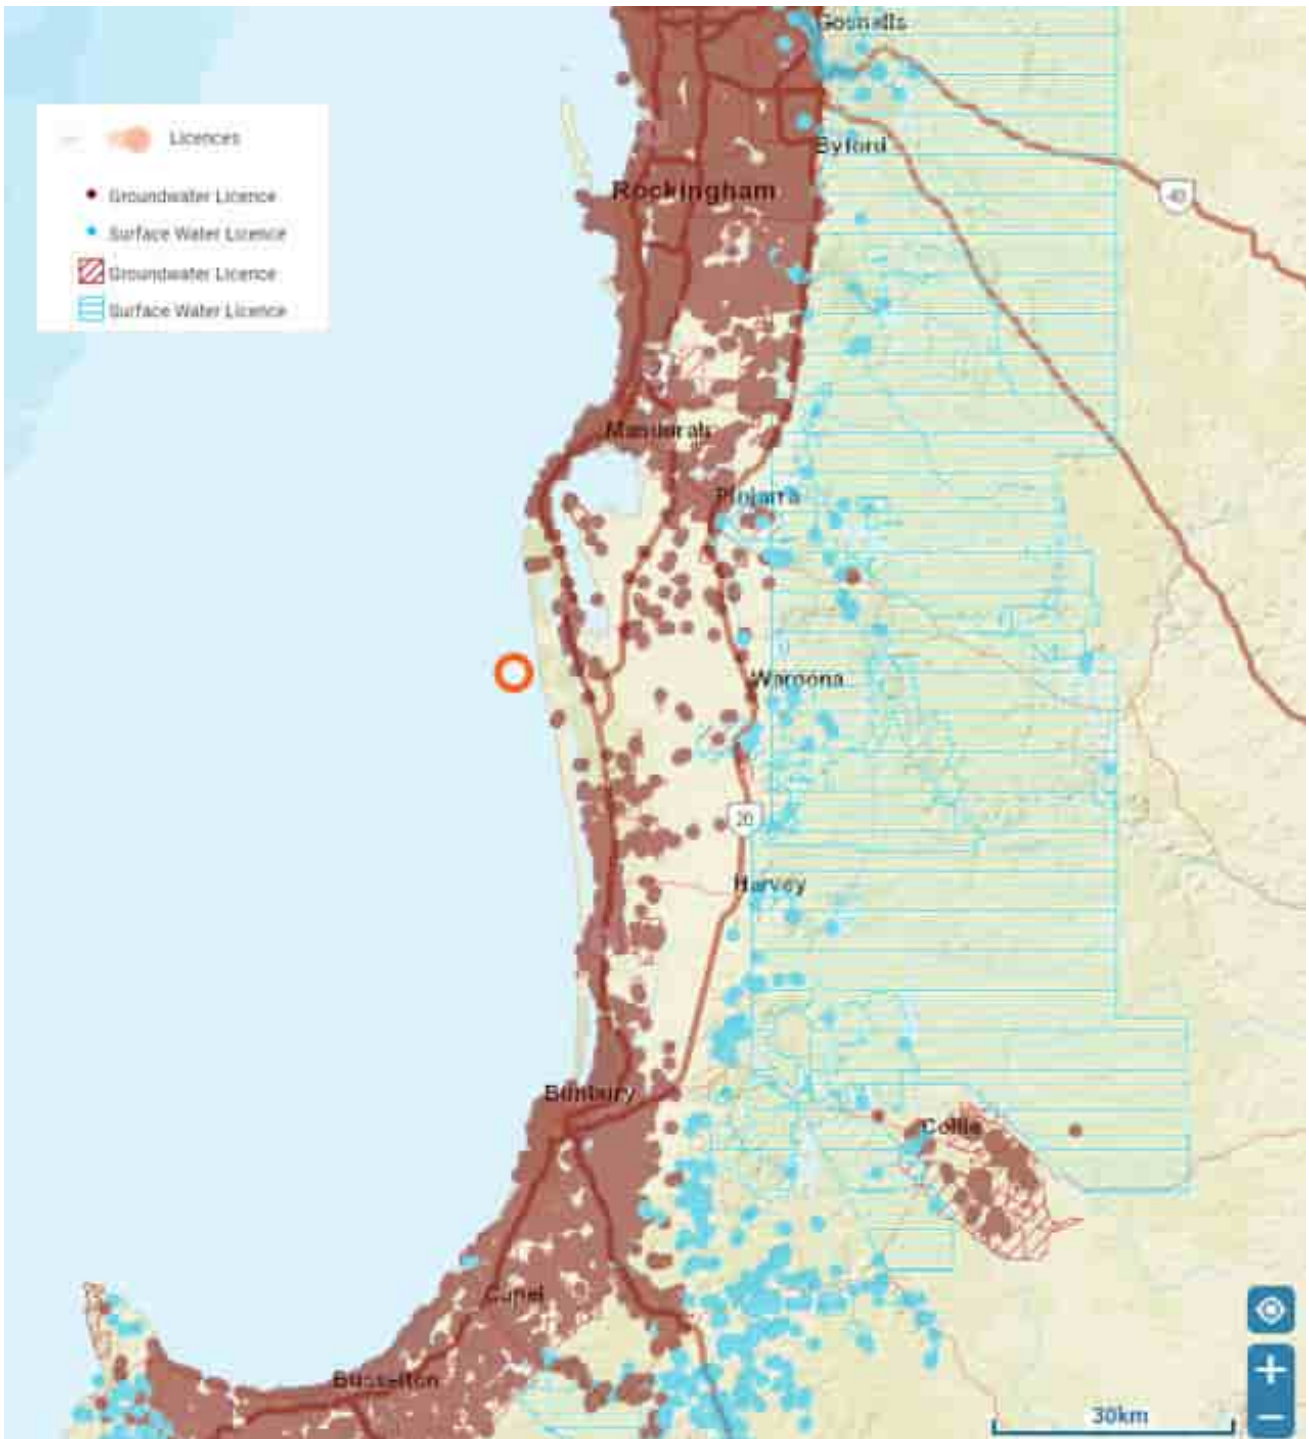 Gosnells
Licences
Byford
Groundwater Licence
Rockingham
40
Surface Water Licence
Groundwater Licence
Surface Water Licence
Mandurah
Pinjarra
Waroona
20
Harvey
Bunbury
Collie
Capel
Busselton
30km
+
−